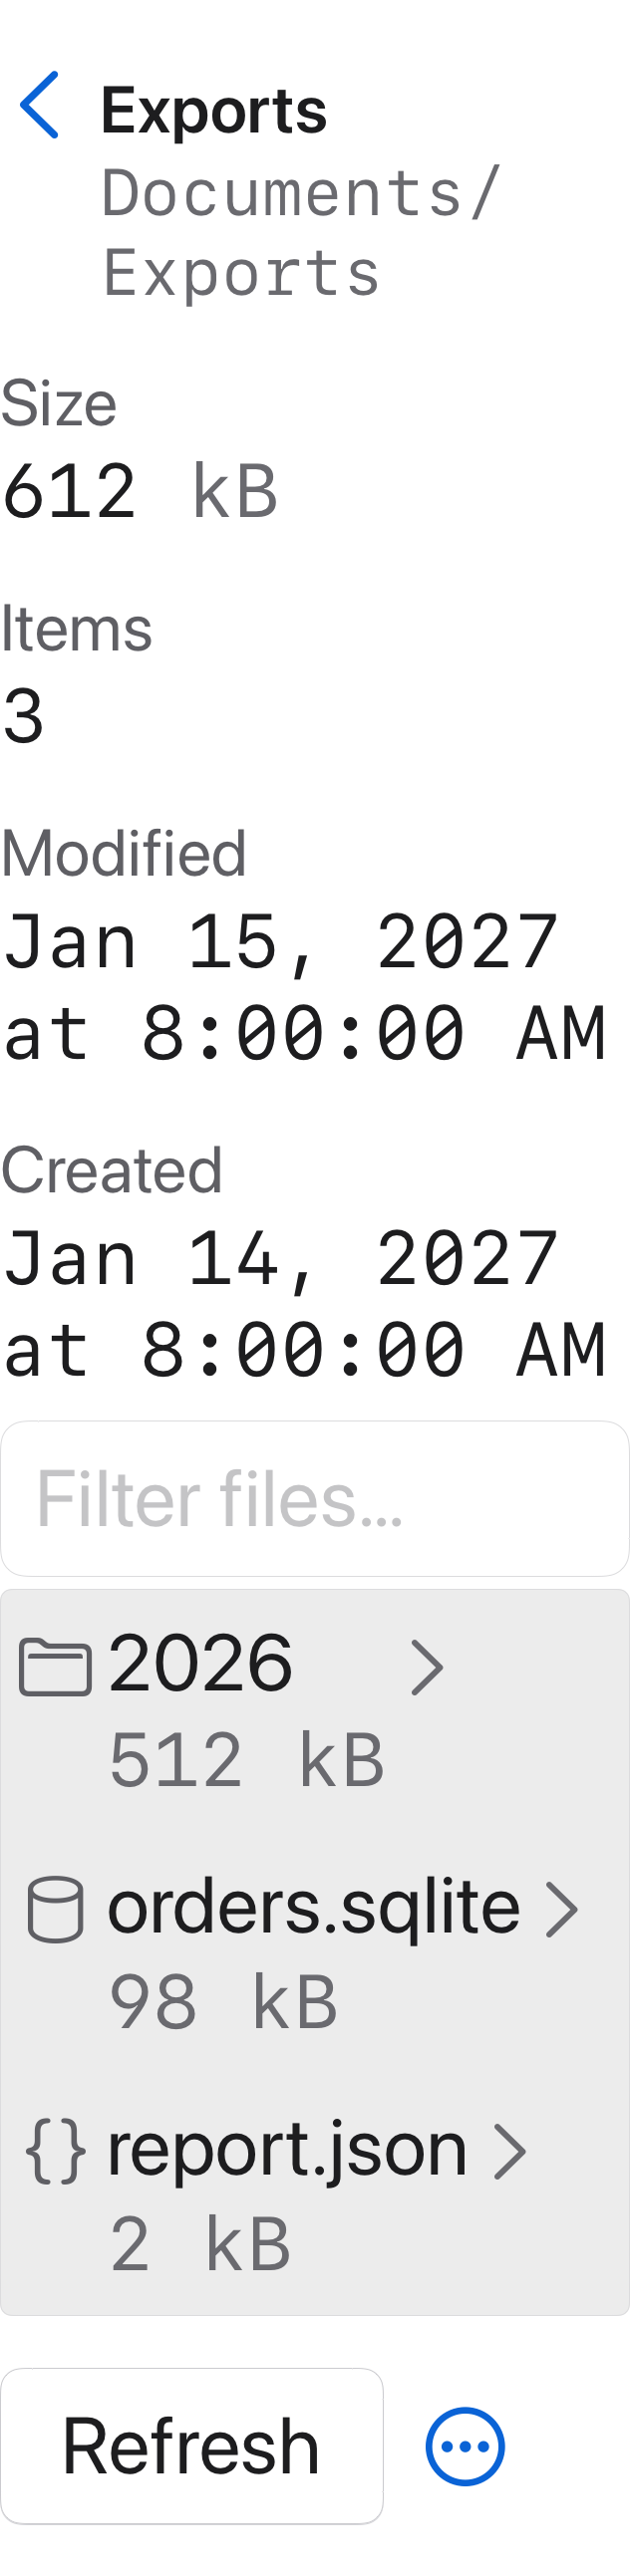 Exports
Documents/
Exports
Size
612 kB
Items
3
Modified
Jan 15, 2027
at 8:00:00 AM
Created
Jan 14, 2027
at 8:00:00 AM
Filter files…
2026
512 kB
orders.sqlite
98 kB
{} report.json
2 kB
Refresh